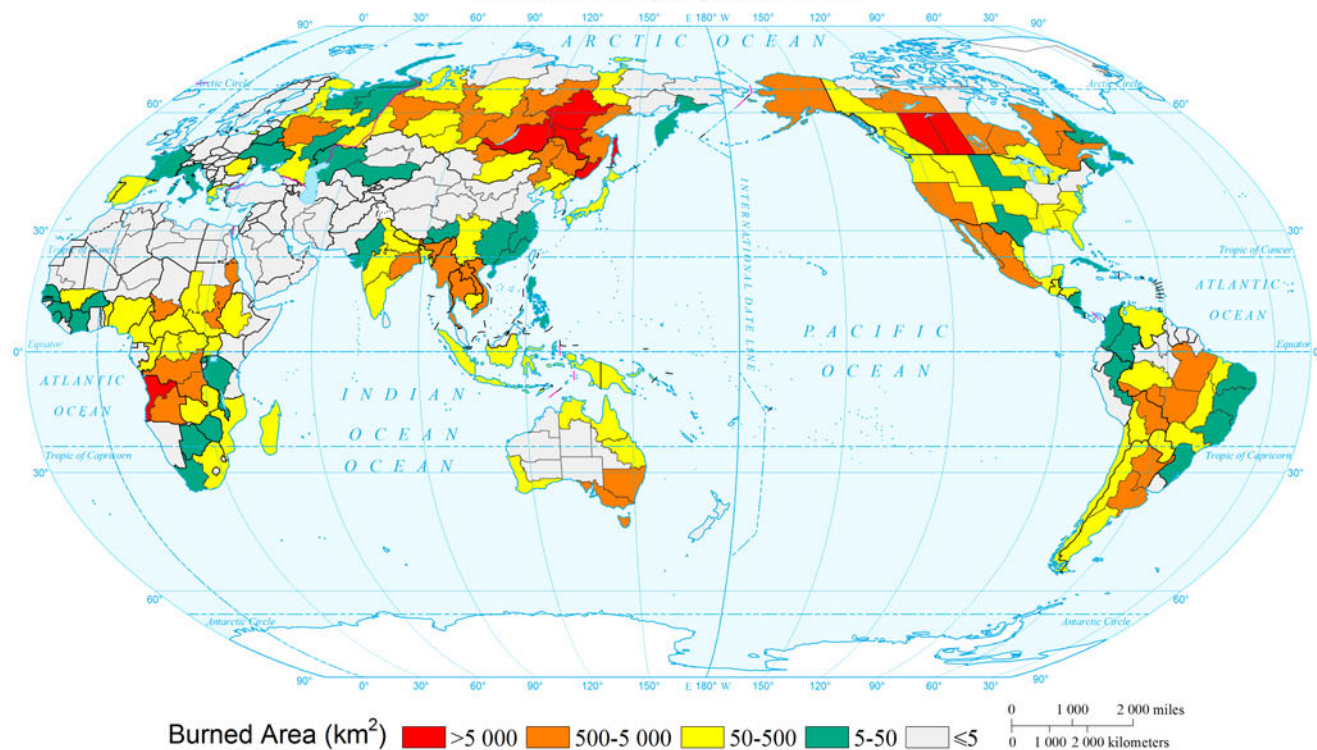 90° 0° 30° 60° 90° 120° 150° E 180° W 150° 120° 90° 60° 30° 90°
ARCTIC OCEAN
Arctic Circle
Arctic Circle
60°
60°
INTERNATIONAL DATE LINE
30°
30°
Tropic of Cancer
Tropic of Cancer
ATLANTIC
OCEAN
PACIFIC
OCEAN
Equator
Equator
0°
0°
ATLANTIC
OCEAN
INDIAN
OCEAN
OCEAN
Tropic of Capricorn
Tropic of Capricorn
30°
30°
60°
60°
Antarctic Circle
Antarctic Circle
90° 0° 30° 60° 90° 120° 150° E 180° W 150° 120° 90° 60° 30° 90°
0 1 000 2 000 miles
0 1 000 2 000 kilometers
Burned Area (km²) >5 000 500-5 000 50-500 5-50 ⩽5